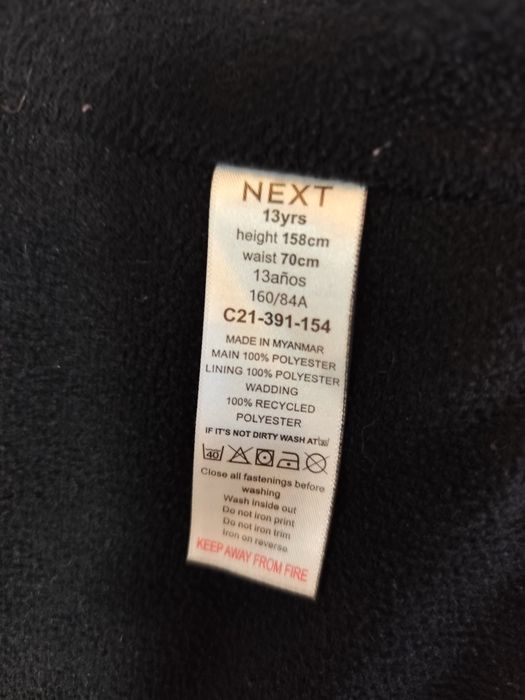 NEXT
13yrs
height 158cm
waist 70cm
13años
160/84A
C21-391-154
MADE IN MYANMAR
MAIN 100% POLYESTER
LINING 100% POLYESTER
WADDING
100% RECYCLED
POLYESTER
IF IT'S NOT DIRTY WASH AT
40
Close all fastenings before
washing
Wash inside out
Do not iron print
Do not iron trim
Iron on reverse
KEEP AWAY FROM FIRE